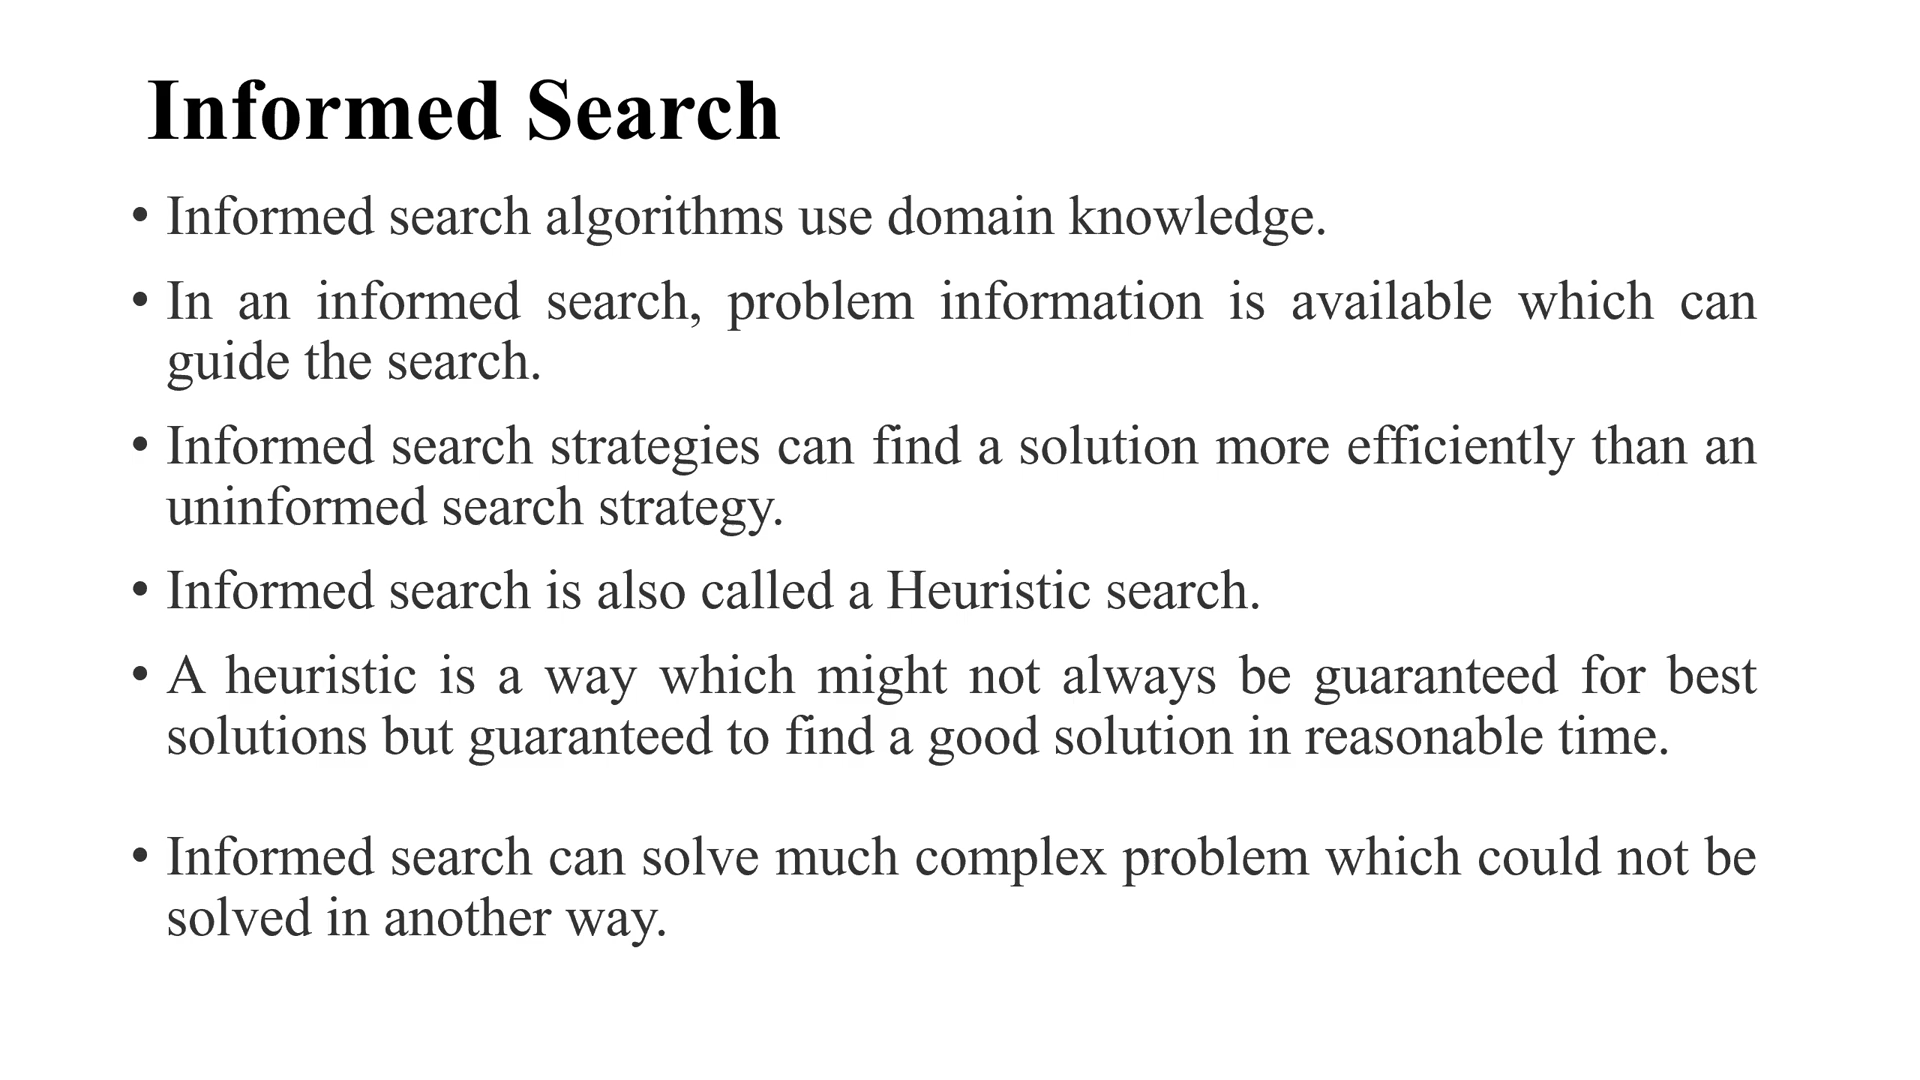 Informed Search
• Informed search algorithms use domain knowledge.
• In an informed search, problem information is available which can
guide the search.
• Informed search strategies can find a solution more efficiently than an
uninformed search strategy.
• Informed search is also called a Heuristic search.
• A heuristic is a way which might not always be guaranteed for best
solutions but guaranteed to find a good solution in reasonable time.
• Informed search can solve much complex problem which could not be
solved in another way.